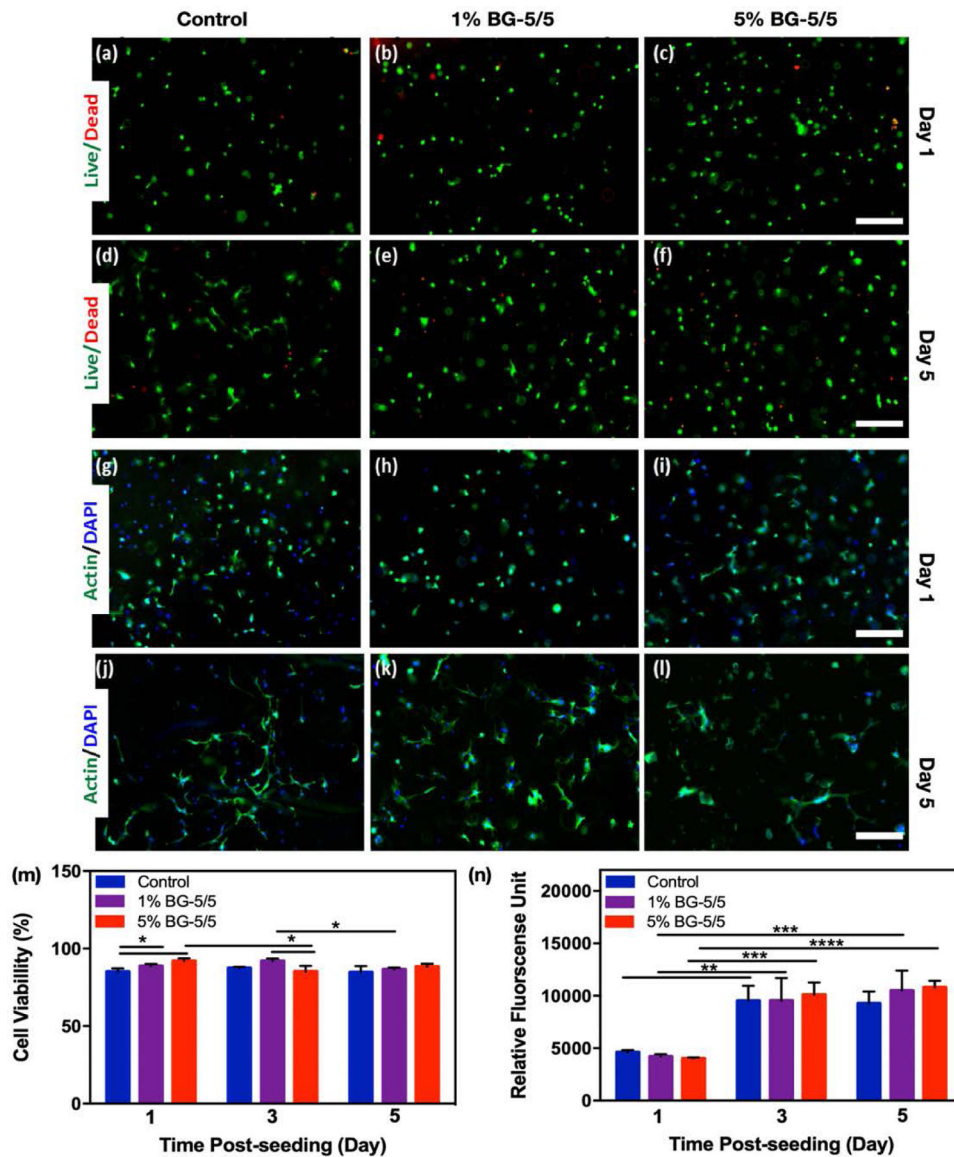 Control 1% BG-5/5 5% BG-5/5
(a) (b) (c)
Live/Dead
Day 1
(d) (e) (f)
Live/Dead
Day 5
(g) (h) (i)
Actin/DAPI
Day 1
(j) (k) (l)
Actin/DAPI
Day 5
(m)
Cell Viabillity (%)
150
100
50
0
Control
1% BG-5/5
5% BG-5/5
* * *
1 3 5
Time Post-seeding (Day)
(n)
Relative Fluorscense Unit
20000
15000
10000
5000
0
Control
1% BG-5/5
5% BG-5/5
***
****
***
**
1 3 5
Time Post-seeding (Day)